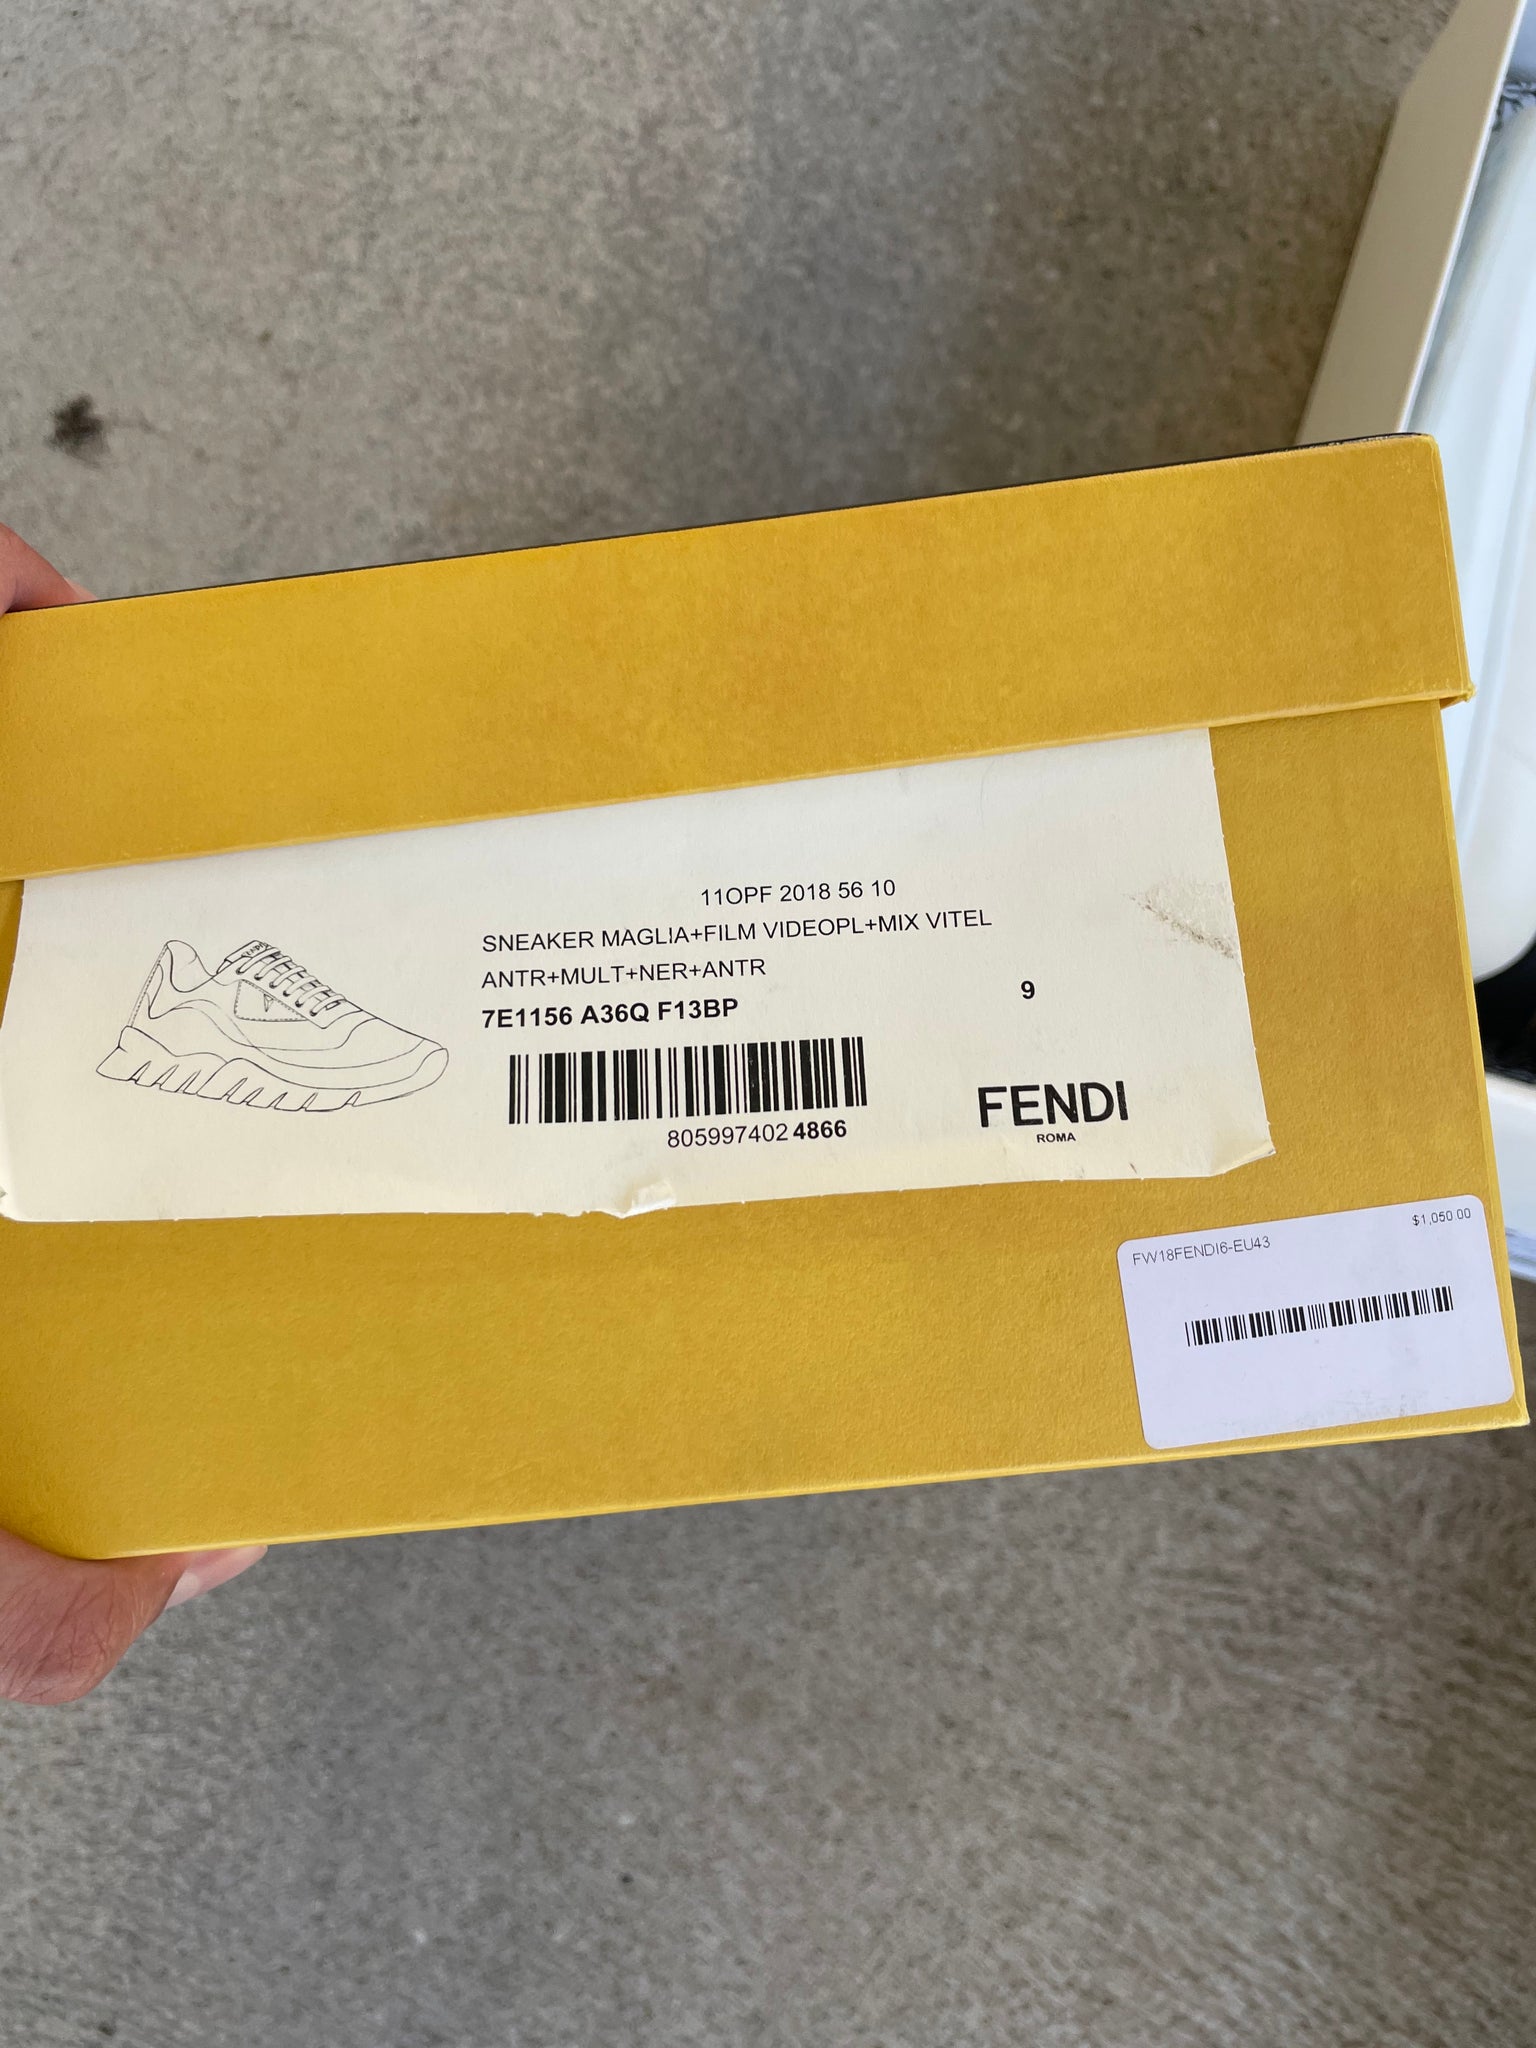 11OPF 2018 56 10
SNEAKER MAGLIA+FILM VIDEOPL+MIX VITEL
ANTR+MULT+NER+ANTR
7E1156 A36Q F13BP
9
805997402 4866
FENDI
ROMA
$1,050.00
FW18FENDI6-EU43